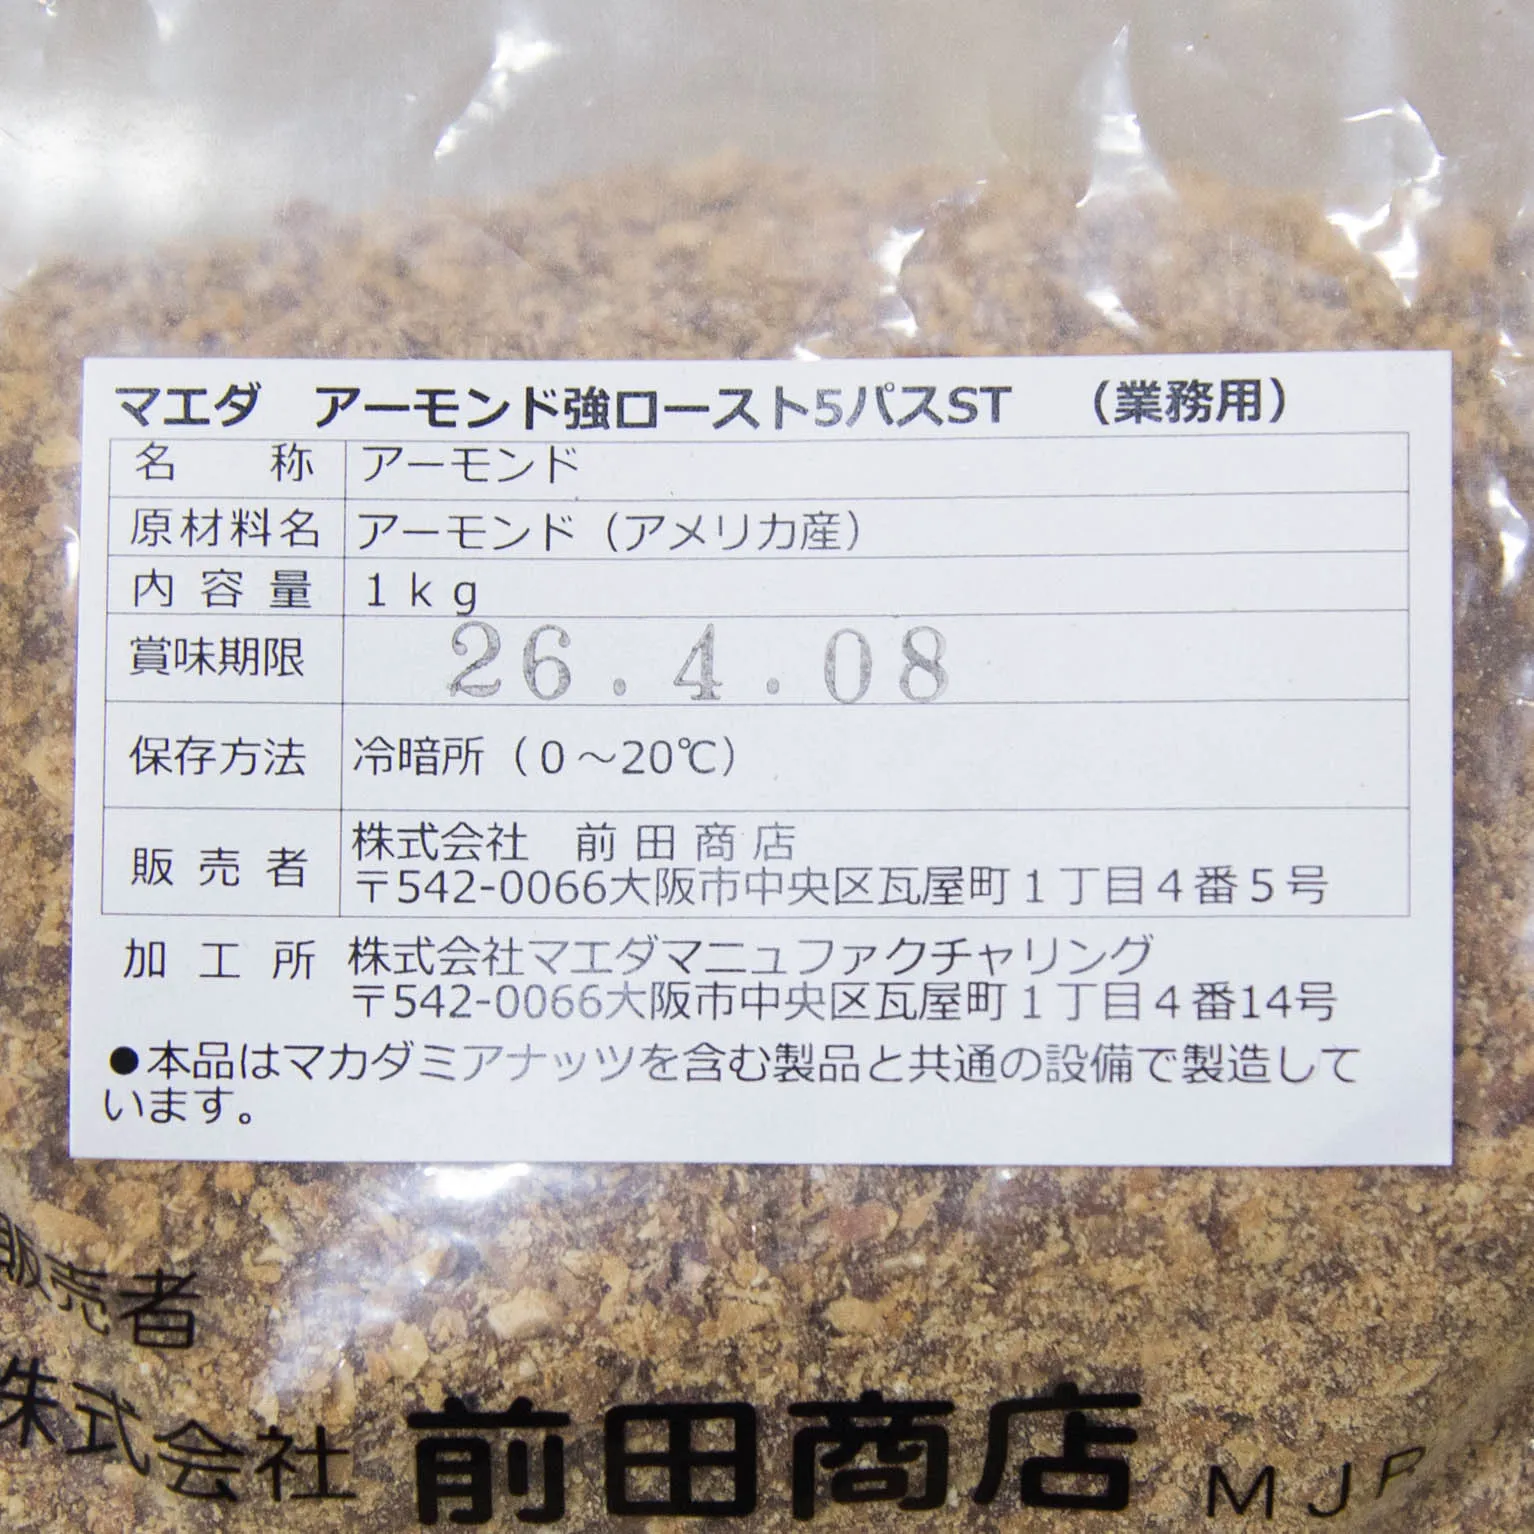 マエダ　アーモンド強ロースト5パスST　（業務用）
名　称　アーモンド
原材料名　アーモンド（アメリカ産）
内容量　１ｋｇ
賞味期限　26.4.08
保存方法　冷暗所（０～20℃）
販売者　株式会社　前田商店
〒542-0066大阪市中央区瓦屋町１丁目４番５号
加工所　株式会社マエダマニュファクチャリング
〒542-0066大阪市中央区瓦屋町１丁目４番14号
●本品はマカダミアナッツを含む製品と共通の設備で製造して
います。
販売者
株式会社 前田商店 MJP